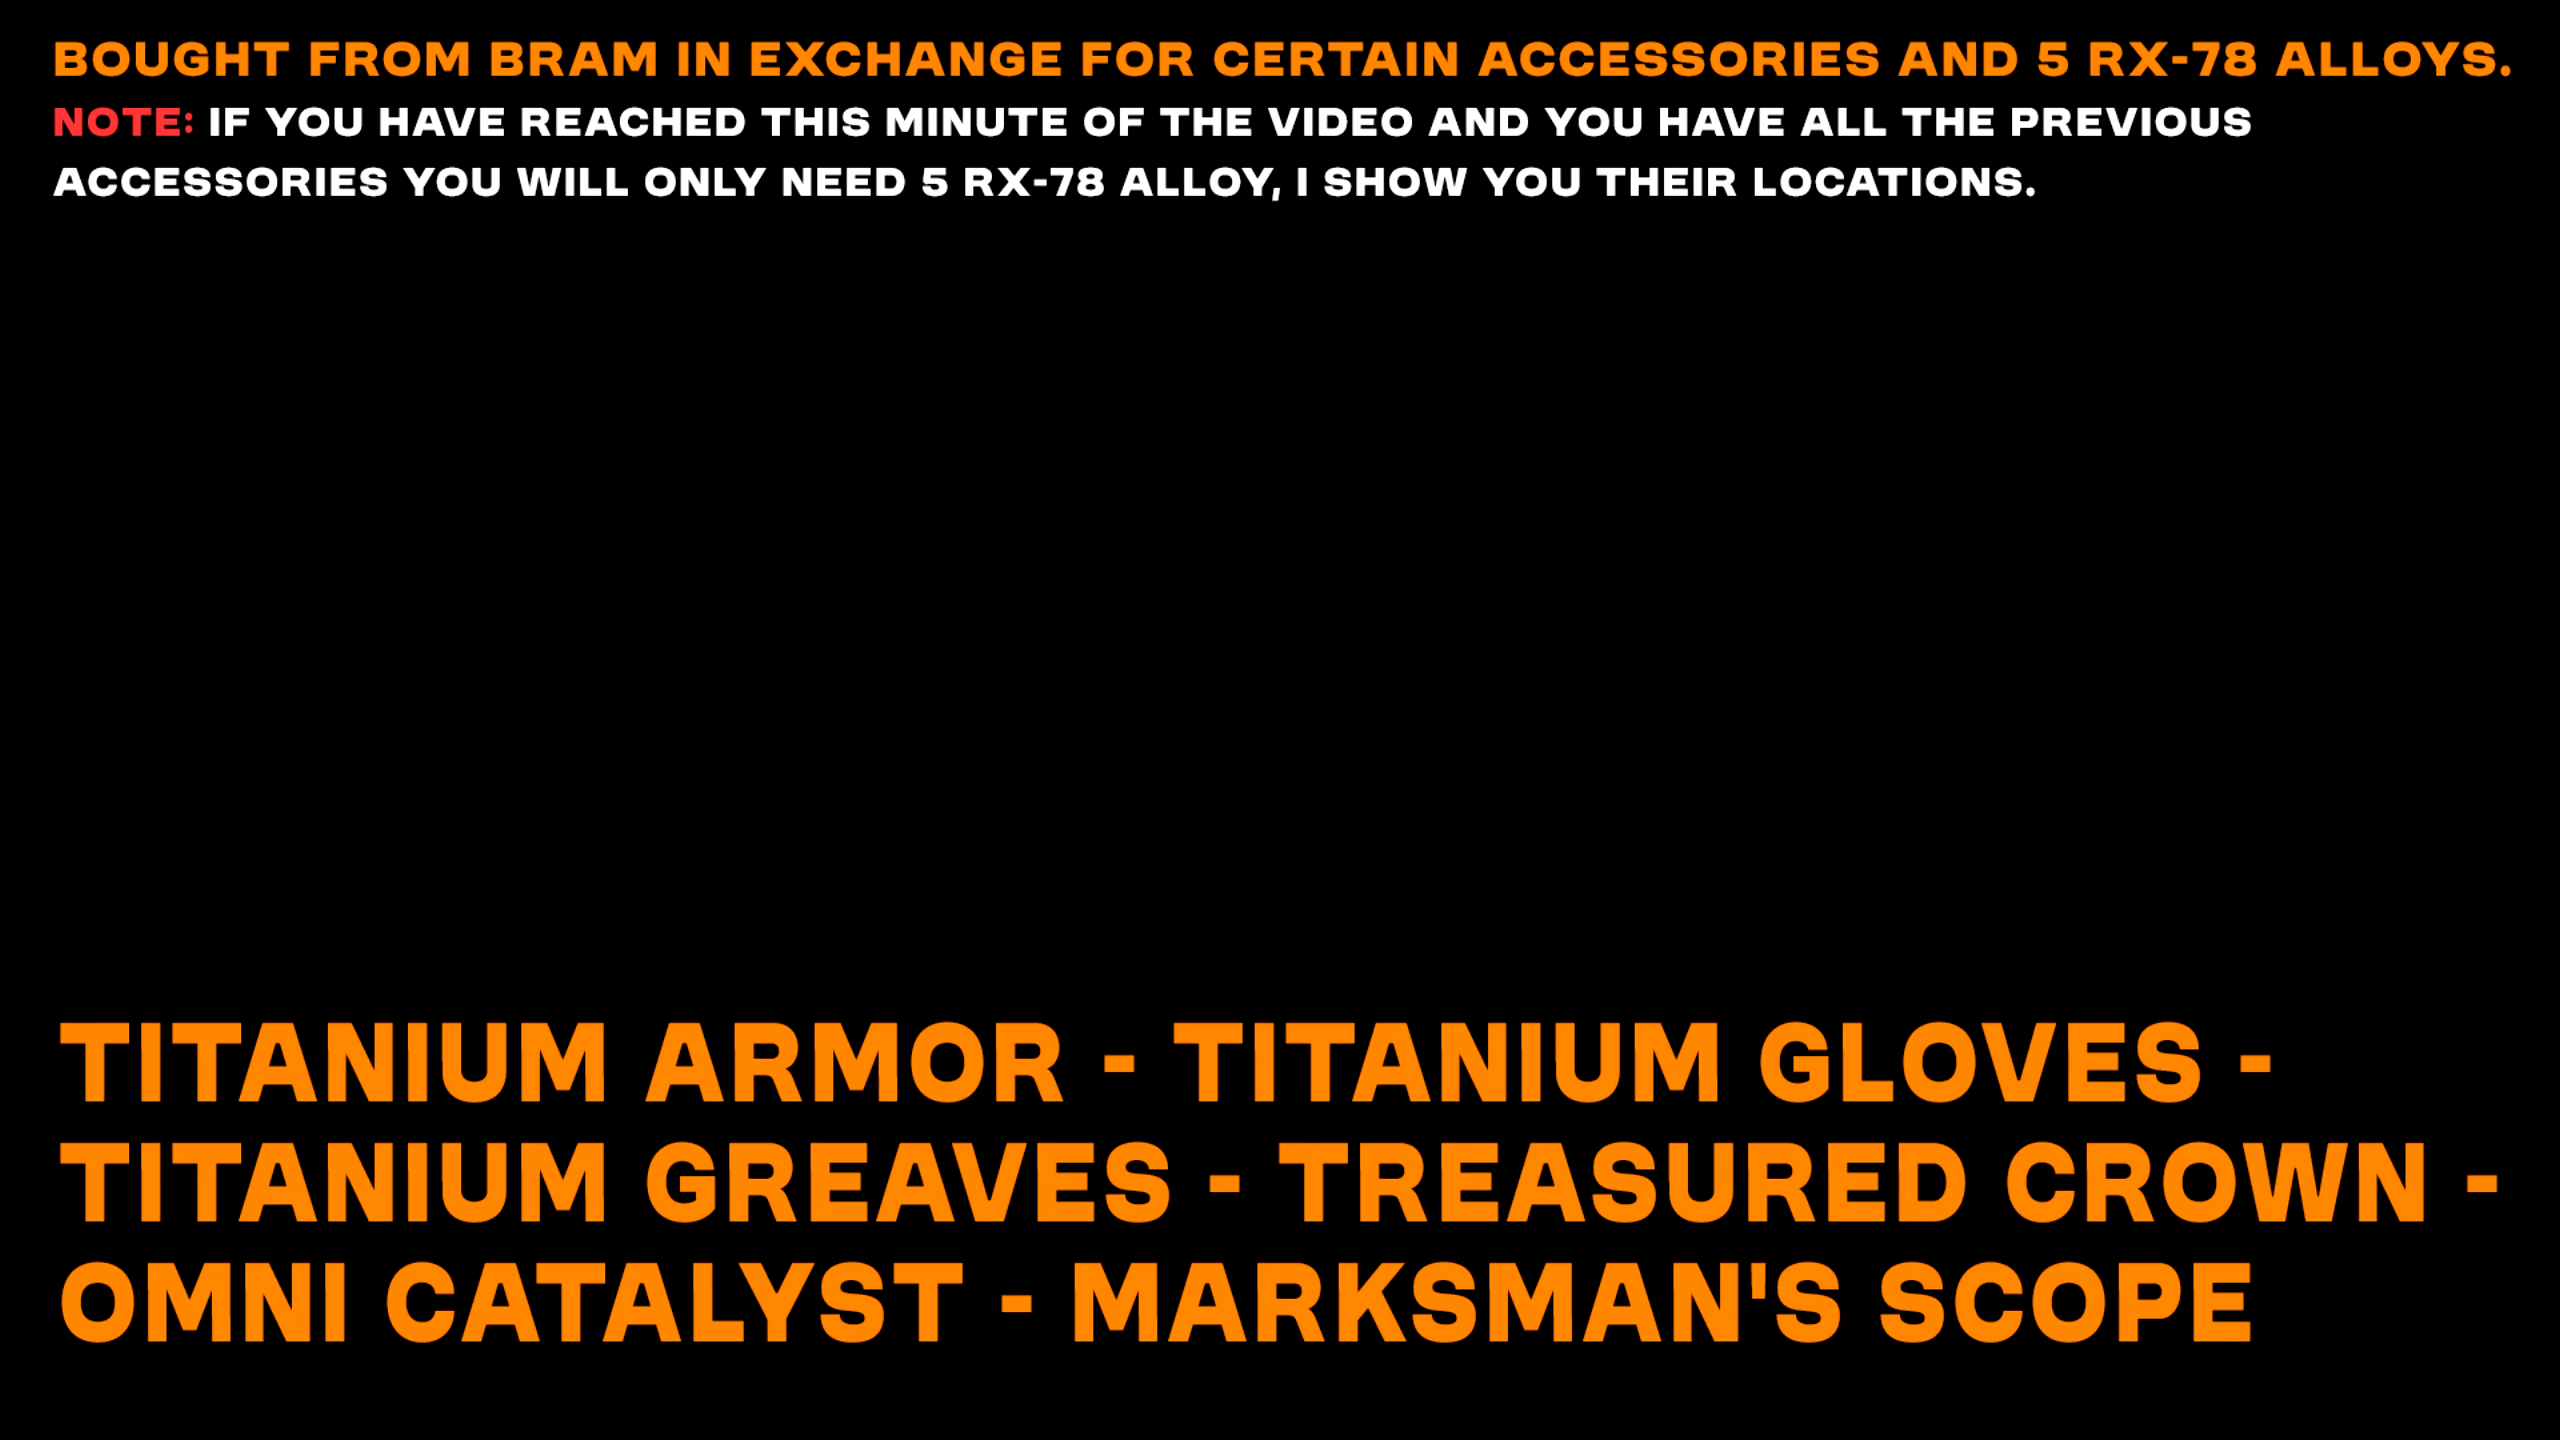 BOUGHT FROM BRAM IN EXCHANGE FOR CERTAIN ACCESSORIES AND 5 RX-78 ALLOYS.
NOTE: IF YOU HAVE REACHED THIS MINUTE OF THE VIDEO AND YOU HAVE ALL THE PREVIOUS
ACCESSORIES YOU WILL ONLY NEED 5 RX-78 ALLOY, I SHOW YOU THEIR LOCATIONS.
TITANIUM ARMOR - TITANIUM GLOVES -
TITANIUM GREAVES - TREASURED CROWN -
OMNI CATALYST - MARKSMAN'S SCOPE